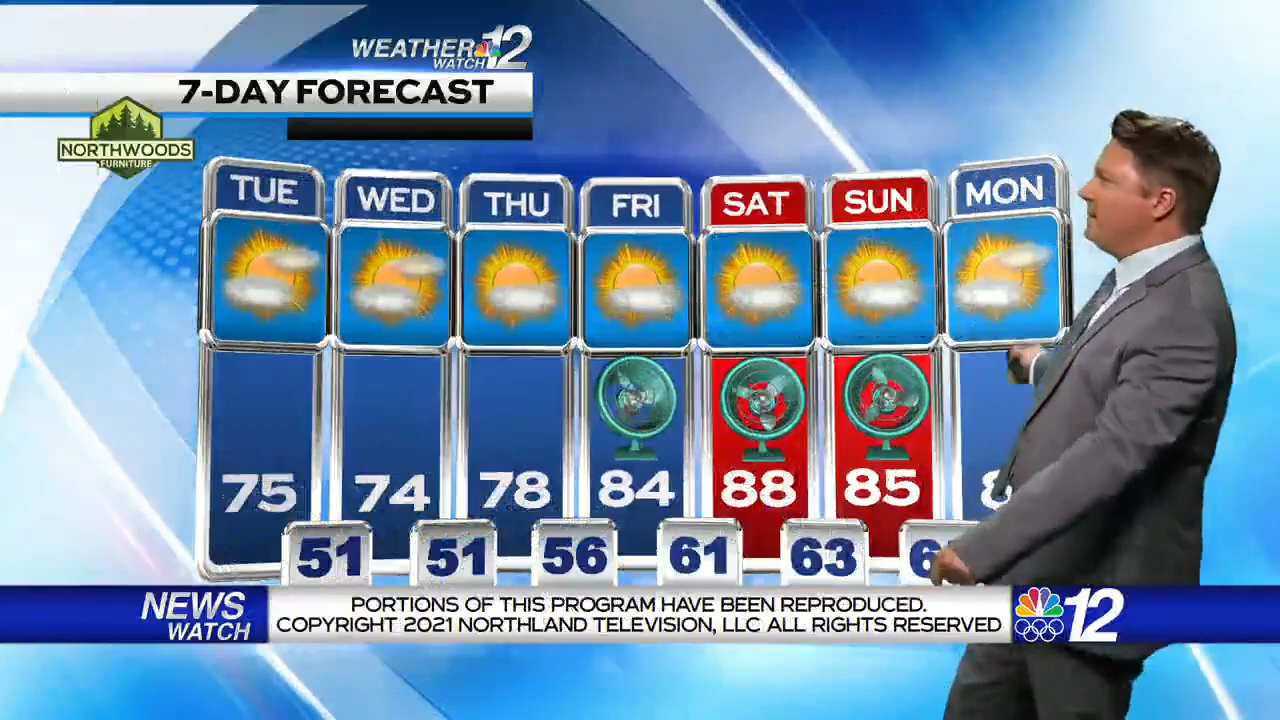 WEATHER 12
WATCH
7-DAY FORECAST
NORTHWOODS
FURNITURE
TUE WED THU FRI SAT SUN MON
75 74 78 84 88 85
51 51 56 61 63
NEWS
WATCH
PORTIONS OF THIS PROGRAM HAVE BEEN REPRODUCED.
COPYRIGHT 2021 NORTHLAND TELEVISION, LLC ALL RIGHTS RESERVED
12